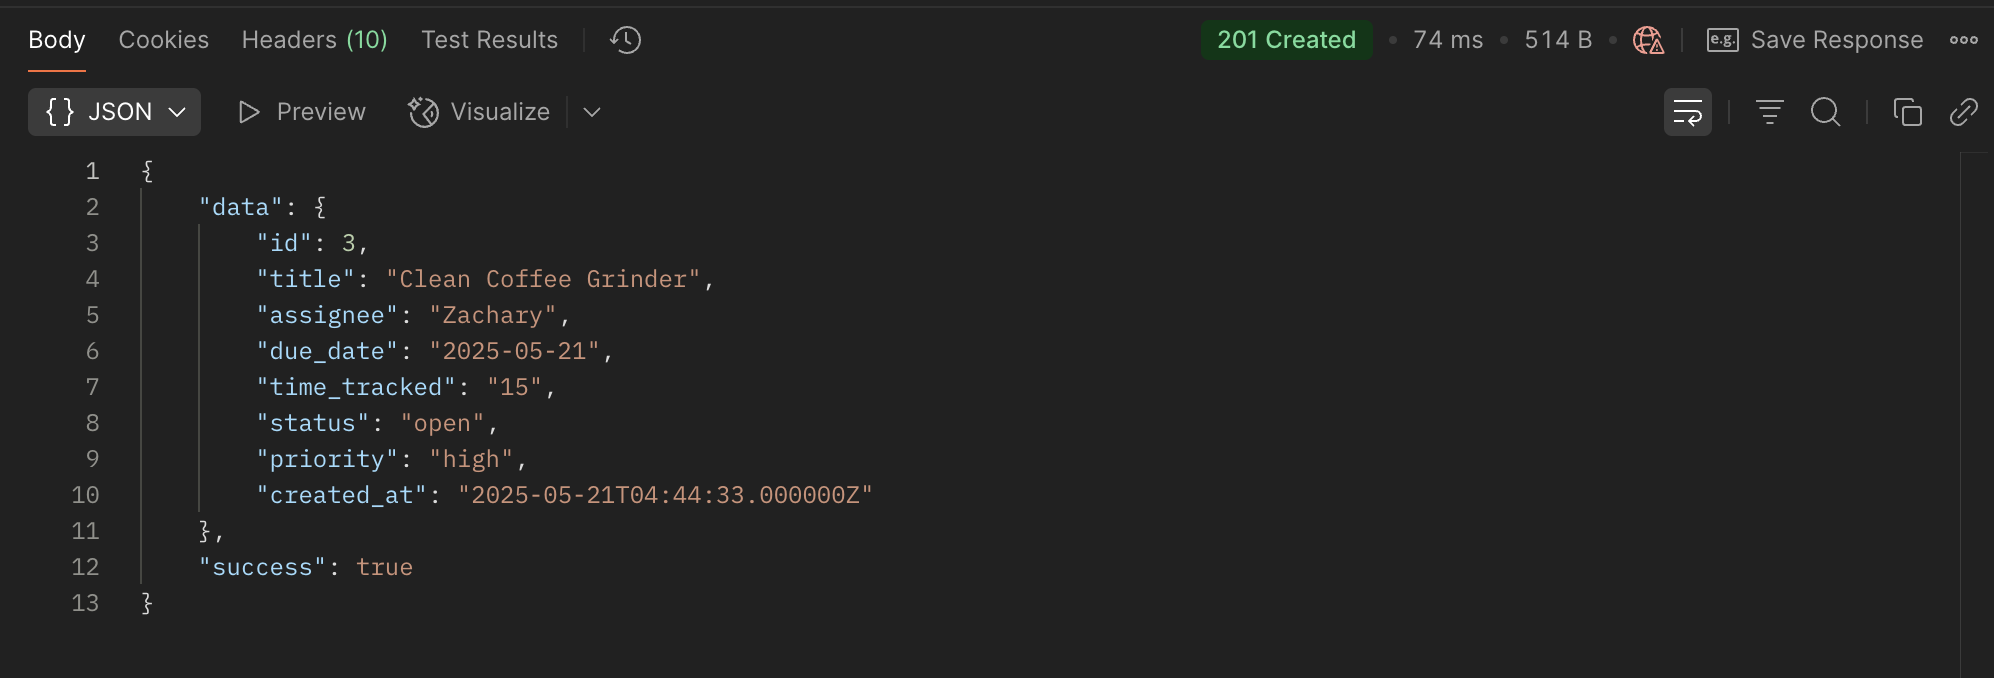 Body Cookies Headers (10) Test Results 201 Created • 74 ms • 514 B • e.g. Save Response
{} JSON Preview Visualize
1 {
2     "data": {
3         "id": 3,
4         "title": "Clean Coffee Grinder",
5         "assignee": "Zachary",
6         "due_date": "2025-05-21",
7         "time_tracked": "15",
8         "status": "open",
9         "priority": "high",
10         "created_at": "2025-05-21T04:44:33.000000Z"
11     },
12     "success": true
13 }